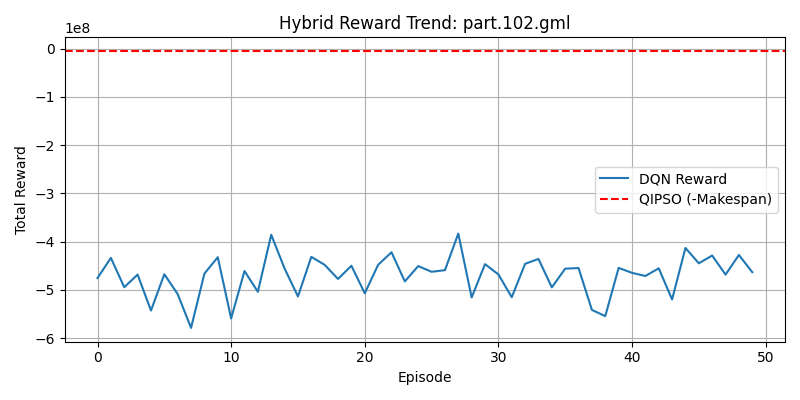 Hybrid Reward Trend: part.102.gml
1e8
0
−1
−2
−3
−4
−5
−6
Total Reward
DQN Reward
QIPSO (-Makespan)
0
10
20
30
40
50
Episode